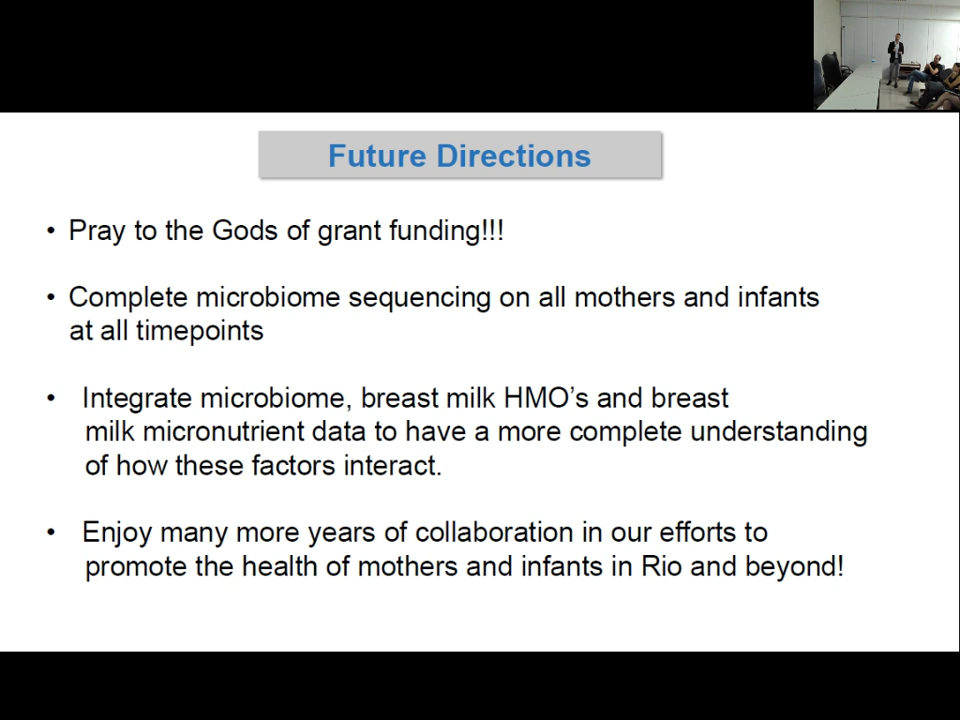 Future Directions
• Pray to the Gods of grant funding!!!
• Complete microbiome sequencing on all mothers and infants
at all timepoints
• Integrate microbiome, breast milk HMO’s and breast
milk micronutrient data to have a more complete understanding
of how these factors interact.
• Enjoy many more years of collaboration in our efforts to
promote the health of mothers and infants in Rio and beyond!